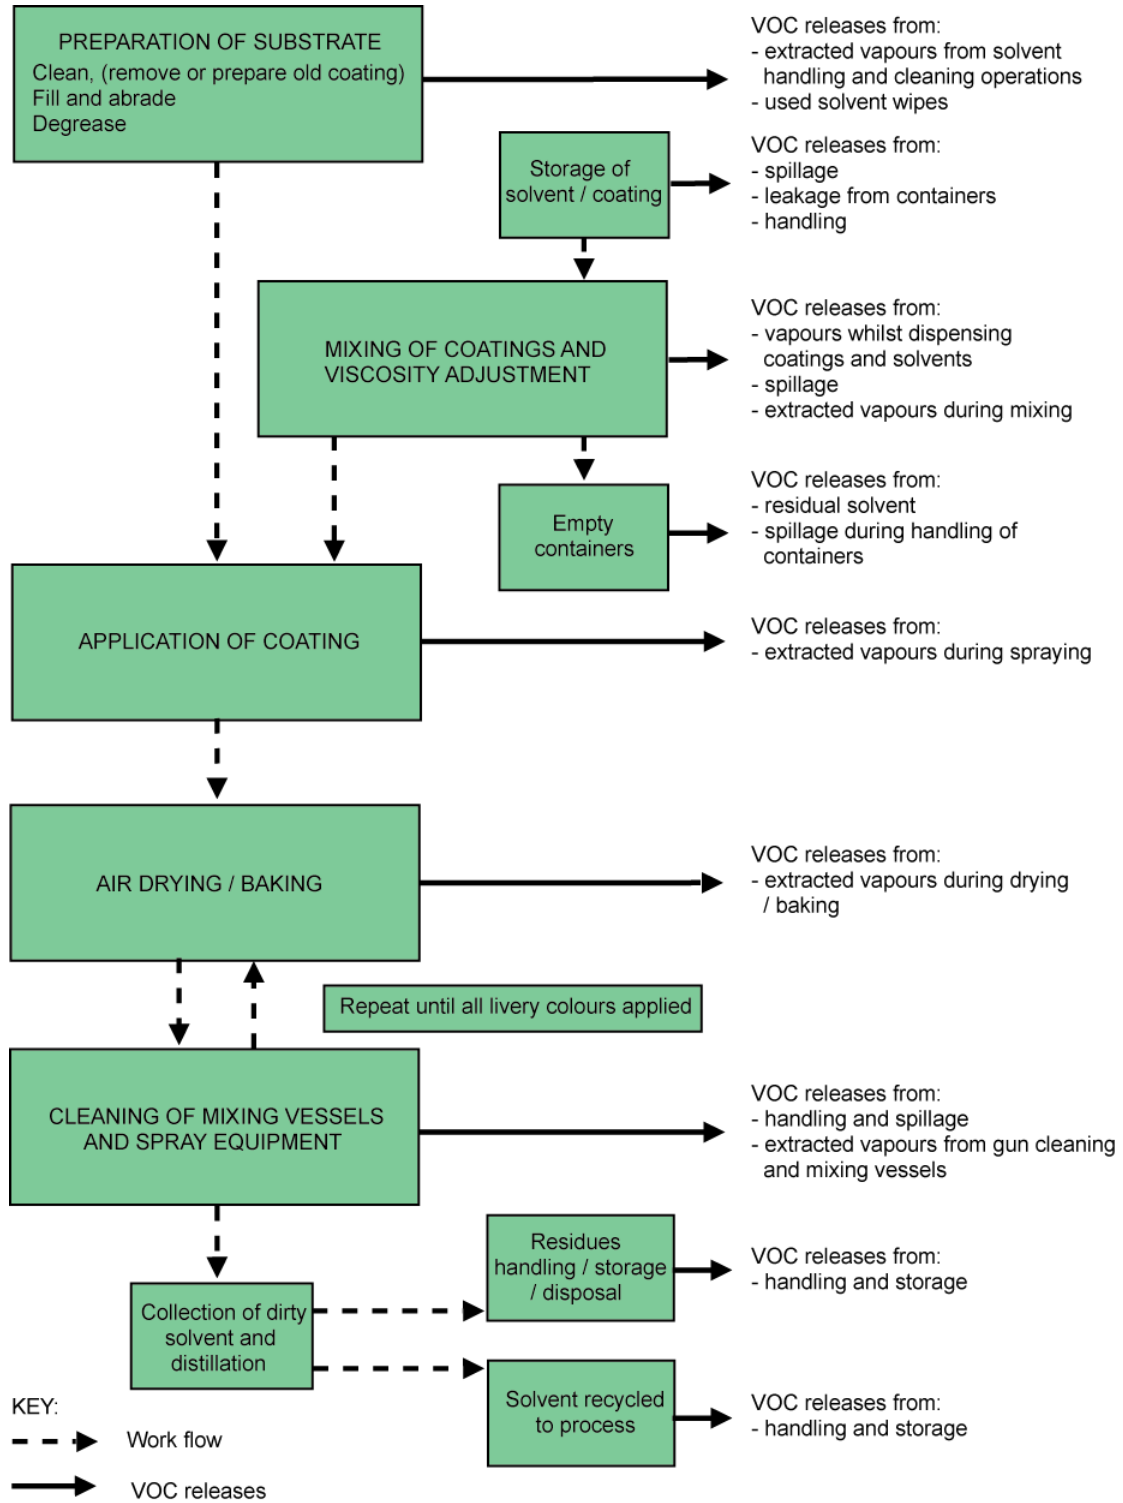 PREPARATION OF SUBSTRATE
Clean, (remove or prepare old coating)
Fill and abrade
Degrease
VOC releases from:
- extracted vapours from solvent
handling and cleaning operations
- used solvent wipes
Storage of
solvent / coating
VOC releases from:
- spillage
- leakage from containers
- handling
MIXING OF COATINGS AND
VISCOSITY ADJUSTMENT
VOC releases from:
- vapours whilst dispensing
coatings and solvents
- spillage
- extracted vapours during mixing
Empty
containers
VOC releases from:
- residual solvent
- spillage during handling of
containers
APPLICATION OF COATING
VOC releases from:
- extracted vapours during spraying
AIR DRYING / BAKING
VOC releases from:
- extracted vapours during drying
/ baking
Repeat until all livery colours applied
CLEANING OF MIXING VESSELS
AND SPRAY EQUIPMENT
VOC releases from:
- handling and spillage
- extracted vapours from gun cleaning
and mixing vessels
Residues
handling / storage
/ disposal
VOC releases from:
- handling and storage
Collection of dirty
solvent and
distillation
Solvent recycled
to process
VOC releases from:
- handling and storage
KEY:
Work flow
VOC releases